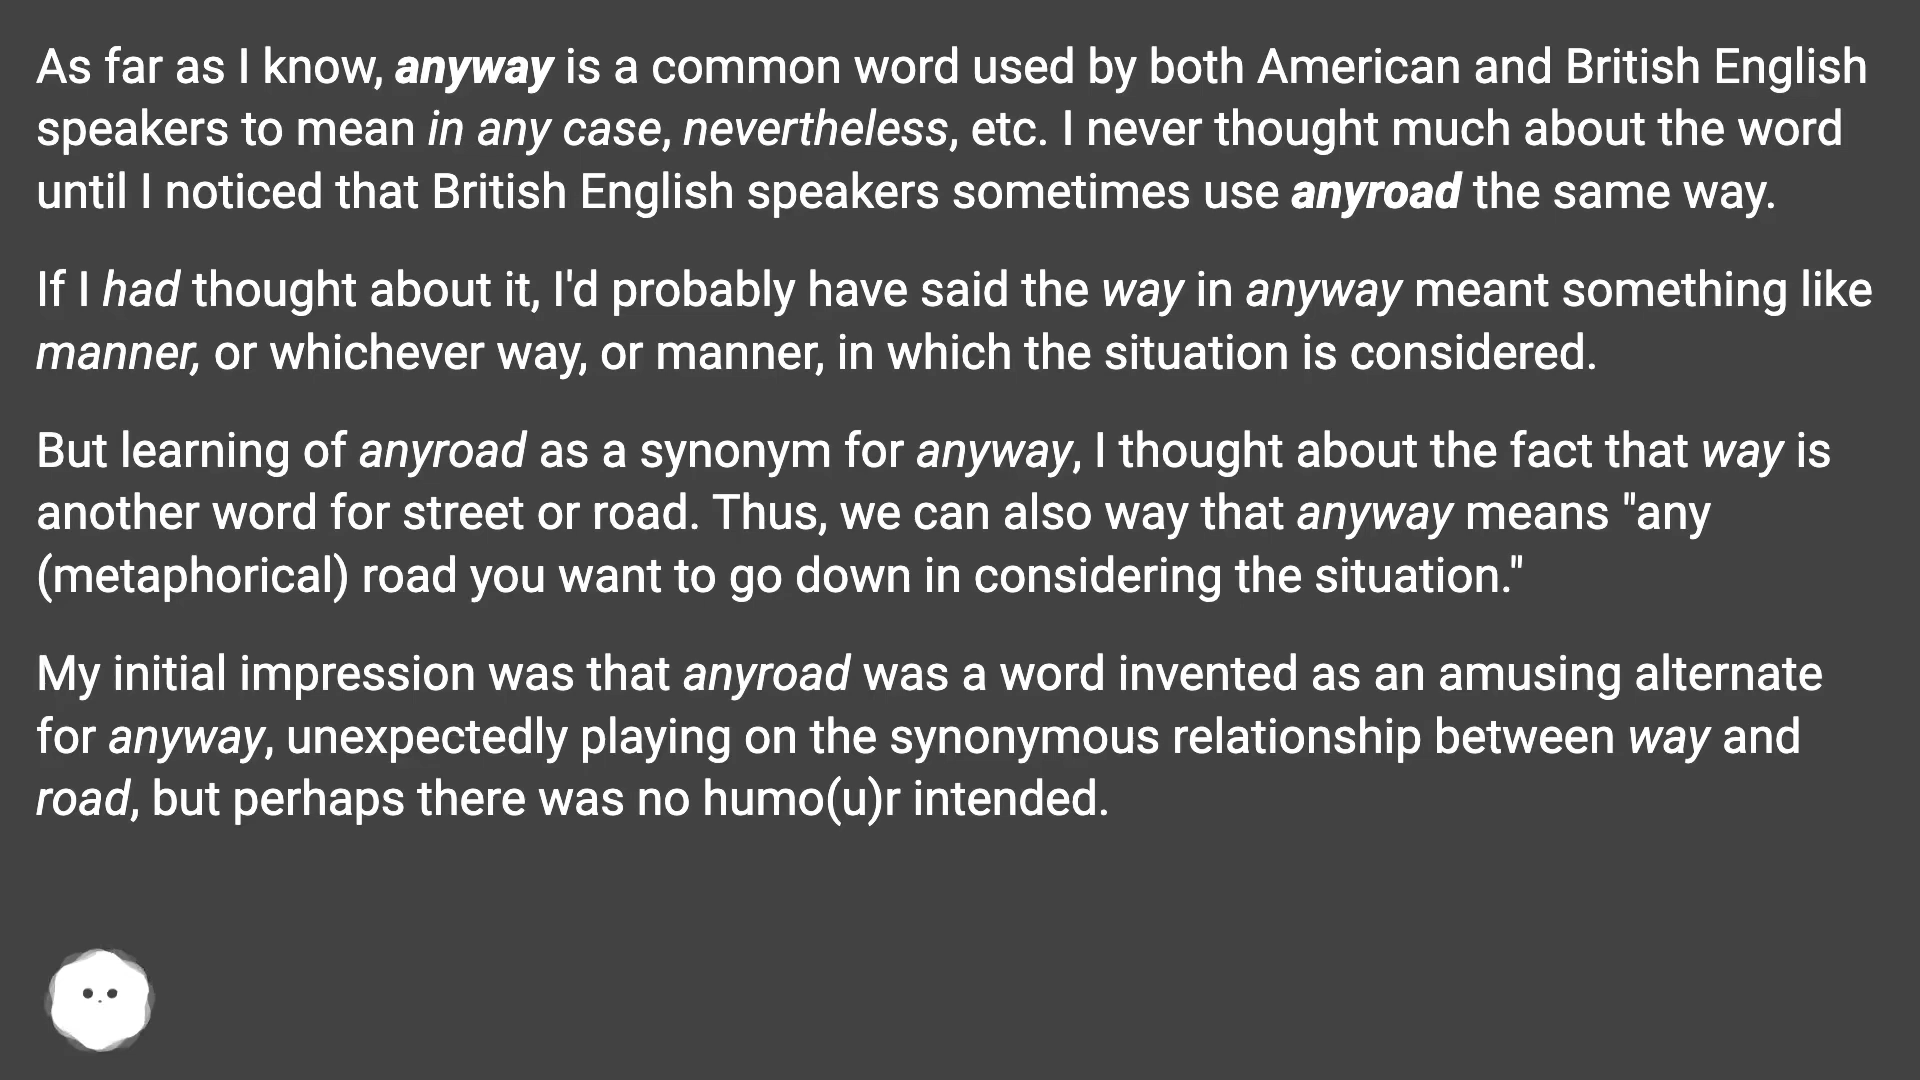 As far as I know, anyway is a common word used by both American and British English
speakers to mean in any case, nevertheless, etc. I never thought much about the word
until I noticed that British English speakers sometimes use anyroad the same way.
If I had thought about it, I'd probably have said the way in anyway meant something like
manner, or whichever way, or manner, in which the situation is considered.
But learning of anyroad as a synonym for anyway, I thought about the fact that way is
another word for street or road. Thus, we can also way that anyway means "any
(metaphorical) road you want to go down in considering the situation."
My initial impression was that anyroad was a word invented as an amusing alternate
for anyway, unexpectedly playing on the synonymous relationship between way and
road, but perhaps there was no humo(u)r intended.